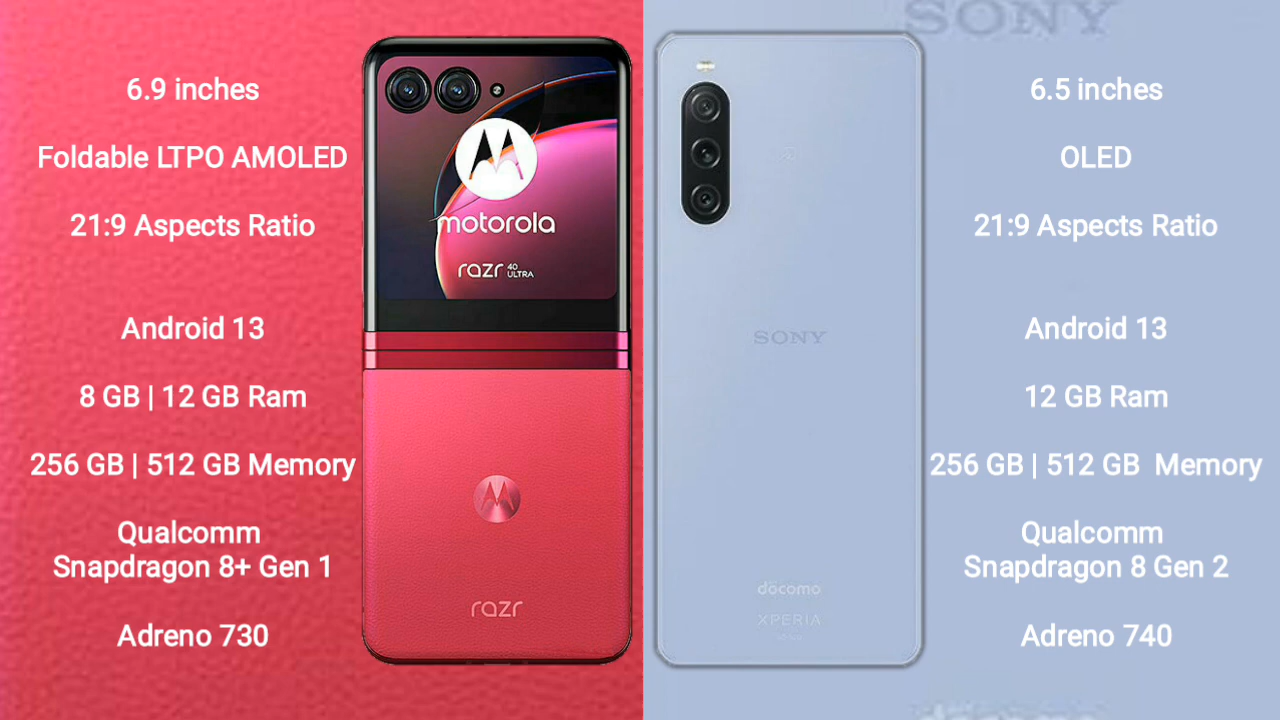 6.9 inches
Foldable LTPO AMOLED
21:9 Aspects Ratio
Android 13
8 GB | 12 GB Ram
256 GB | 512 GB Memory
Qualcomm
Snapdragon 8+ Gen 1
Adreno 730
motorola
razr 40
ULTRA
razr
SONY
SONY
döcomo
XPERIA
6.5 inches
OLED
21:9 Aspects Ratio
Android 13
12 GB Ram
256 GB | 512 GB Memory
Qualcomm
Snapdragon 8 Gen 2
Adreno 740